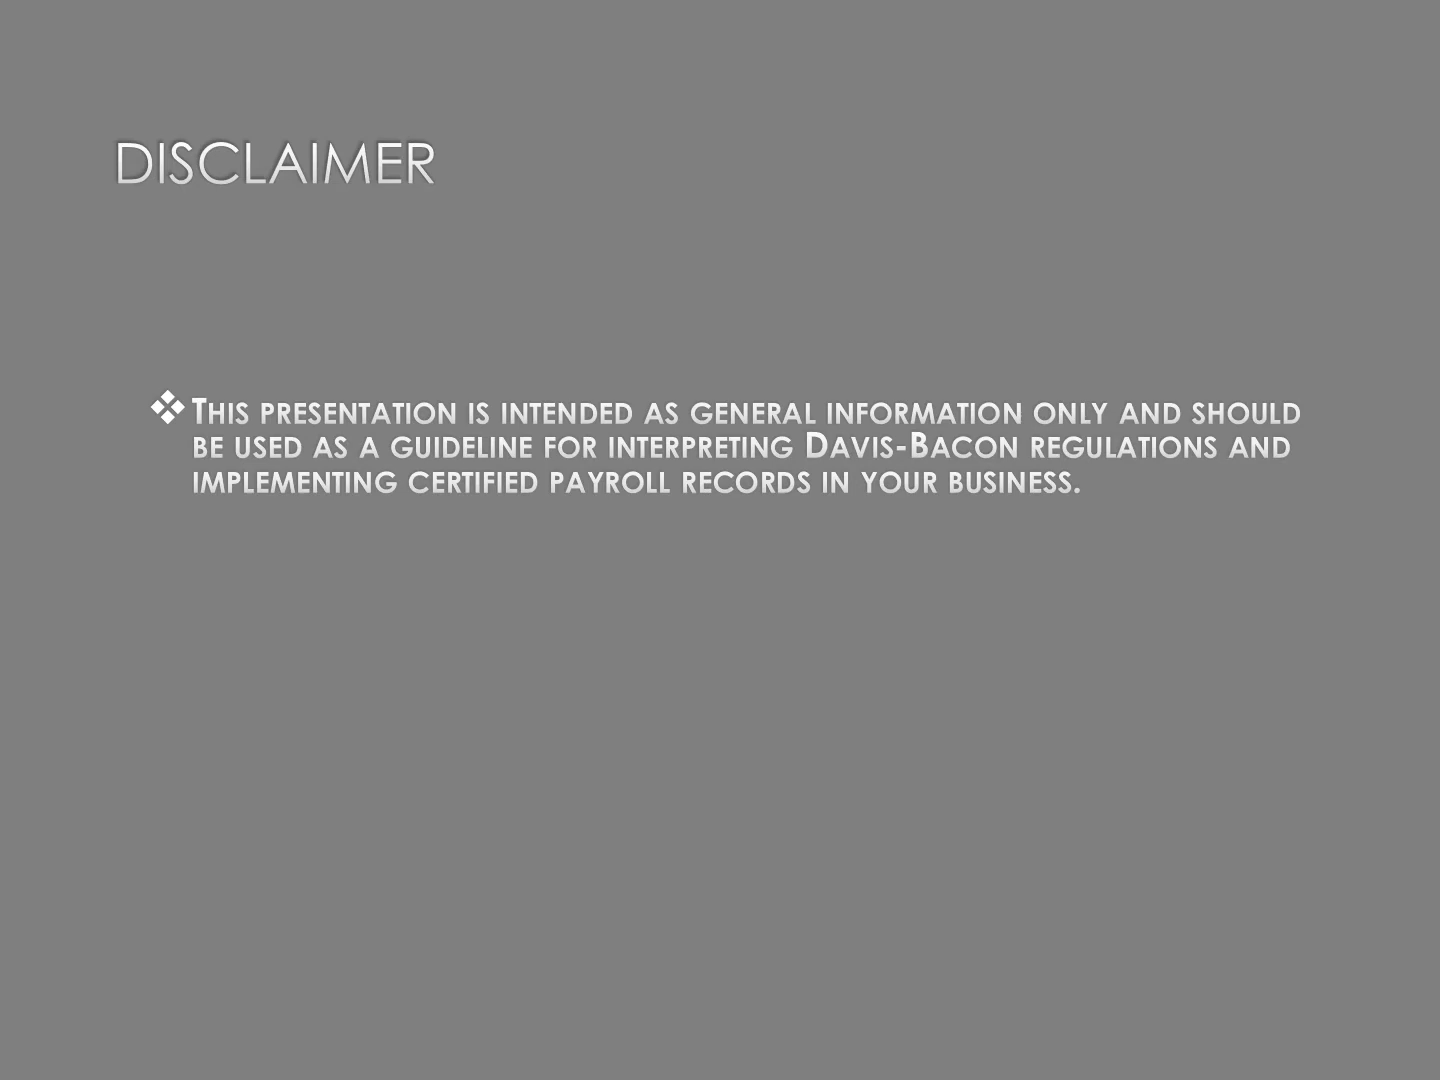 DISCLAIMER
❖ This presentation is intended as general information only and should
be used as a guideline for interpreting Davis-Bacon regulations and
implementing certified payroll records in your business.